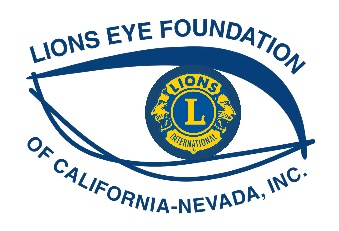 LIONS EYE FOUNDATION
LIONS
L
INTERNATIONAL
OF CALIFORNIA-NEVADA, INC.